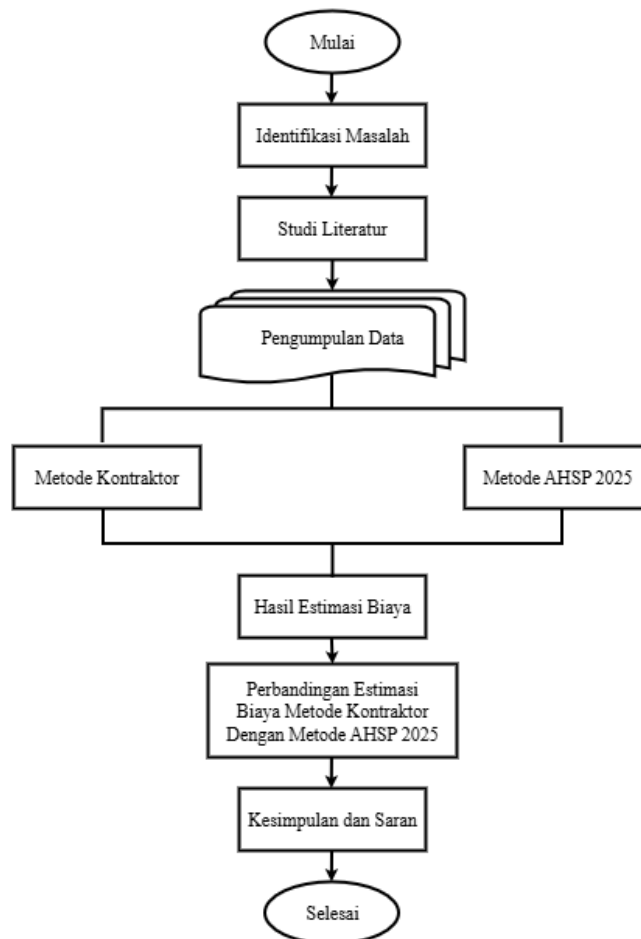 Mulai
Identifikasi Masalah
Studi Literatur
Pengumpulan Data
Metode Kontraktor
Metode AHSP 2025
Hasil Estimasi Biaya
Perbandingan Estimasi
Biaya Metode Kontraktor
Dengan Metode AHSP 2025
Kesimpulan dan Saran
Selesai